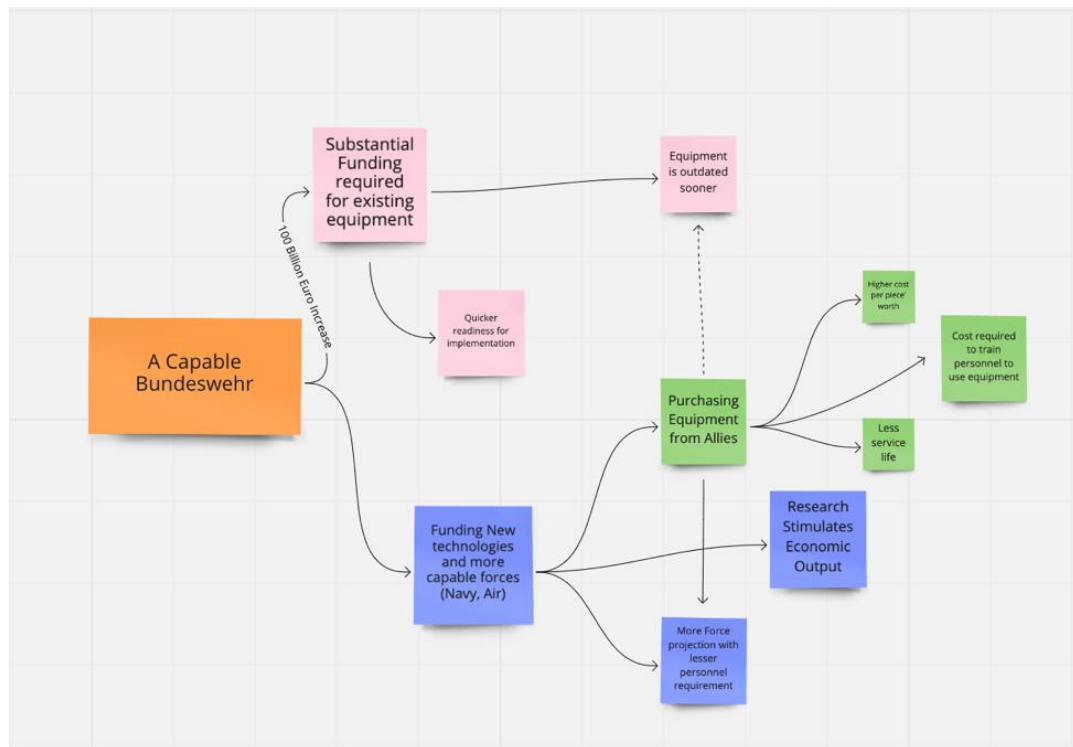 Substantial
Funding
required
for existing
equipment
Equipment
is outdated
sooner
100 Billion Euro Increase
Quicker
readiness for
implementation
Higher cost
per piece'
worth
Cost required
to train
personnel to
use equipment
A Capable
Bundeswehr
Purchasing
Equipment
from Allies
Less
service
life
Funding New
technologies
and more
capable forces
(Navy, Air)
Research
Stimulates
Economic
Output
More Force
projection with
lesser
personnel
requirement